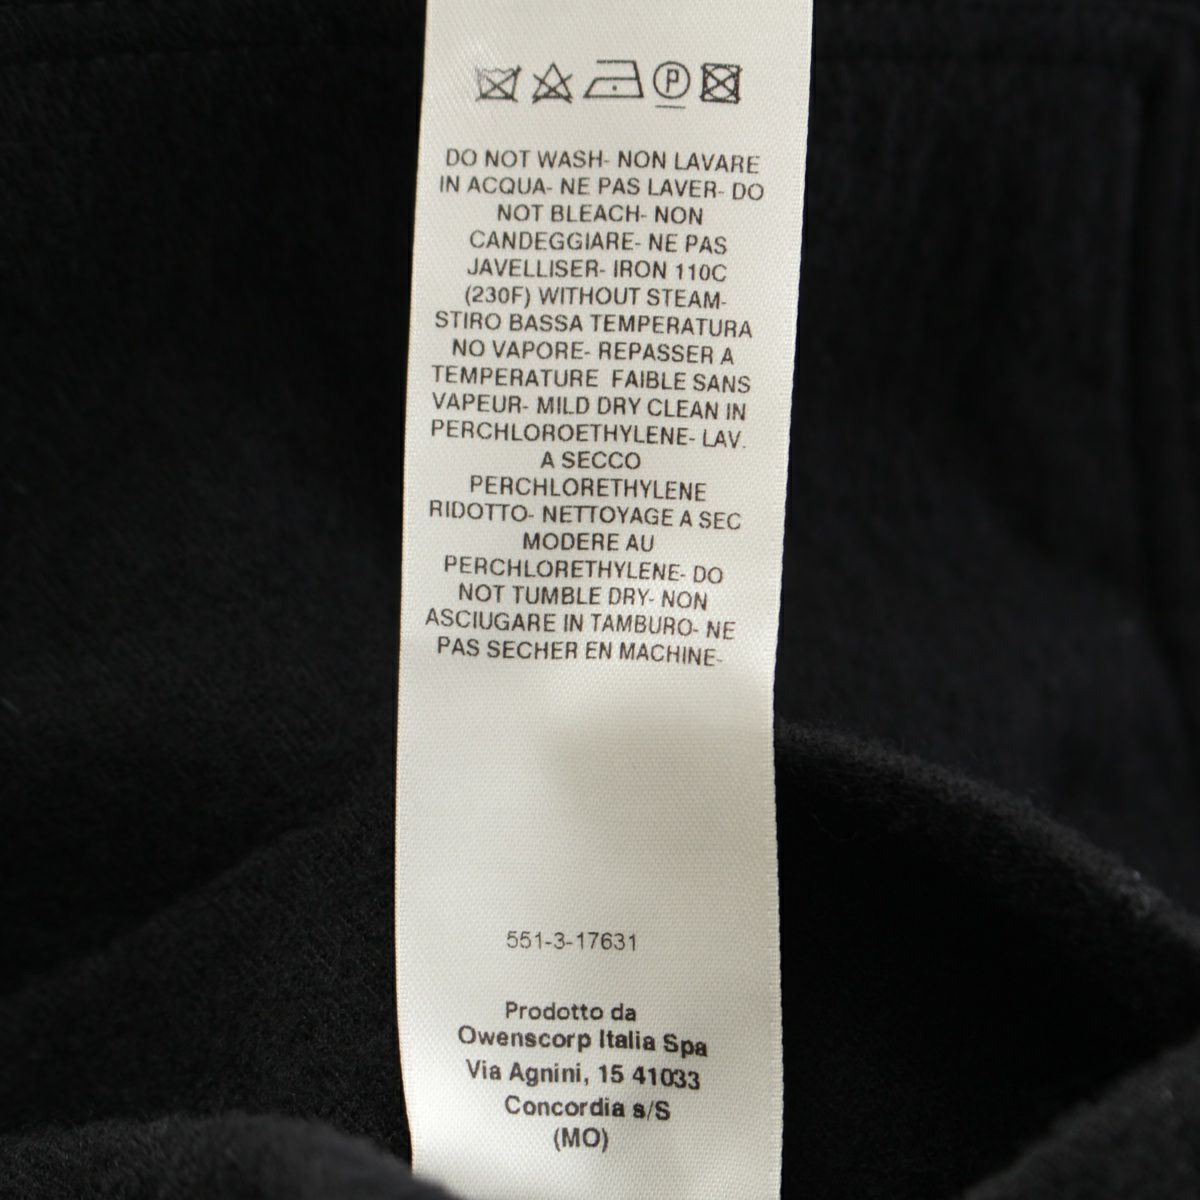 P
DO NOT WASH- NON LAVARE
IN ACQUA- NE PAS LAVER- DO
NOT BLEACH- NON
CANDEGGIARE- NE PAS
JAVELLISER- IRON 110C
(230F) WITHOUT STEAM-
STIRO BASSA TEMPERATURA
NO VAPORE- REPASSER A
TEMPERATURE FAIBLE SANS
VAPEUR- MILD DRY CLEAN IN
PERCHLOROETHYLENE- LAV.
A SECCO
PERCHLORETHYLENE
RIDOTTO- NETTOYAGE A SEC
MODERE AU
PERCHLORETHYLENE- DO
NOT TUMBLE DRY- NON
ASCIUGARE IN TAMBURO- NE
PAS SECHER EN MACHINE-
551-3-17631
Prodotto da
Owenscorp Italia Spa
Via Agnini, 15 41033
Concordia s/S
(MO)